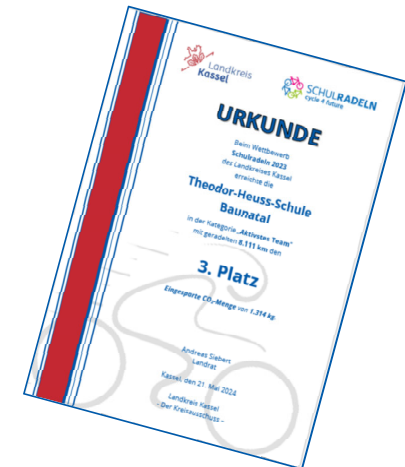 Landkreis
Kassel
SCHULRADELN
cycle 4 future
URKUNDE
Beim Wettbewerb
Schulradeln 2023
des Landkreises Kassel
erreichte die
Theodor-Heuss-Schule
Baunatal
in der Kategorie „Aktivstes Team“
mit geradelten 8.111 km den
3. Platz
Eingesparte CO₂-Menge von 1.314 kg
Andreas Siebert
Landrat
Kassel, den 21. Mai 2024
Landkreis Kassel
- Der Kreisausschuss -